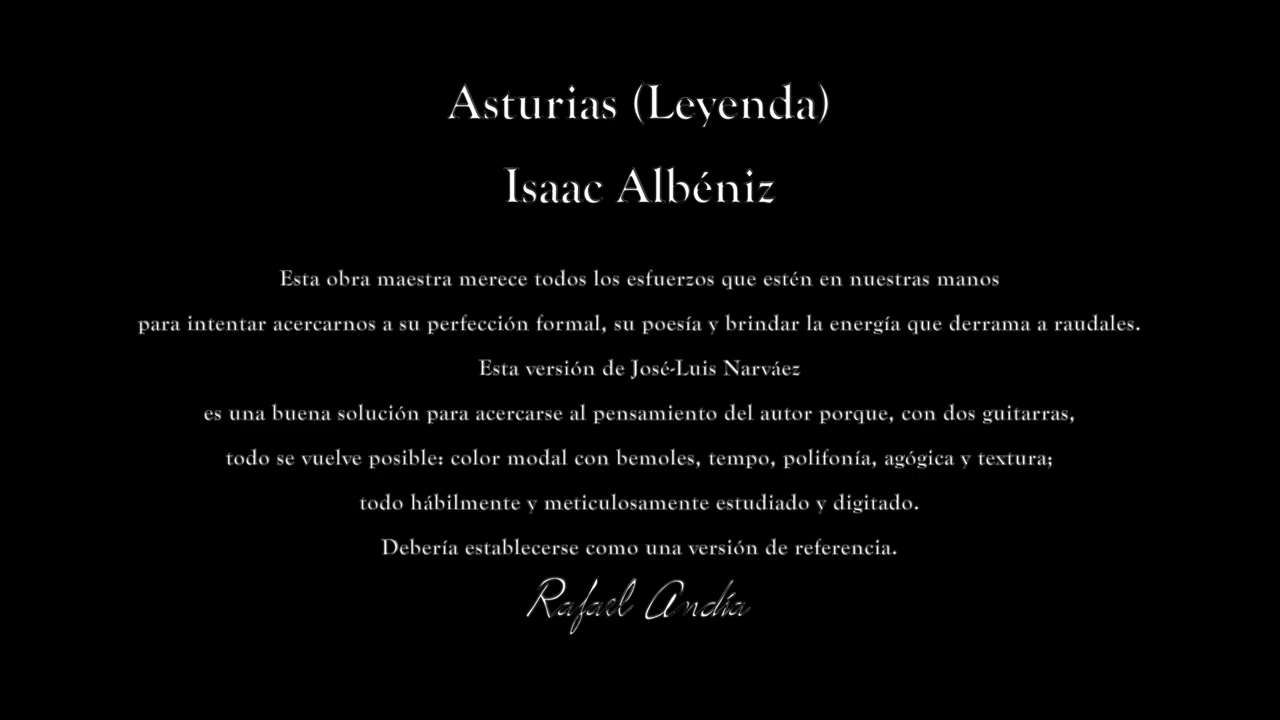 Asturias (Leyenda)
Isaac Albéniz
Esta obra maestra merece todos los esfuerzos que estén en nuestras manos
para intentar acercarnos a su perfección formal, su poesía y brindar la energía que derrama a raudales.
Esta versión de José-Luis Narváez
es una buena solución para acercarse al pensamiento del autor porque, con dos guitarras,
todo se vuelve posible: color modal con bemoles, tempo, polifonía, agógica y textura;
todo hábilmente y meticulosamente estudiado y digitado.
Debería establecerse como una versión de referencia.
Rafael Andía